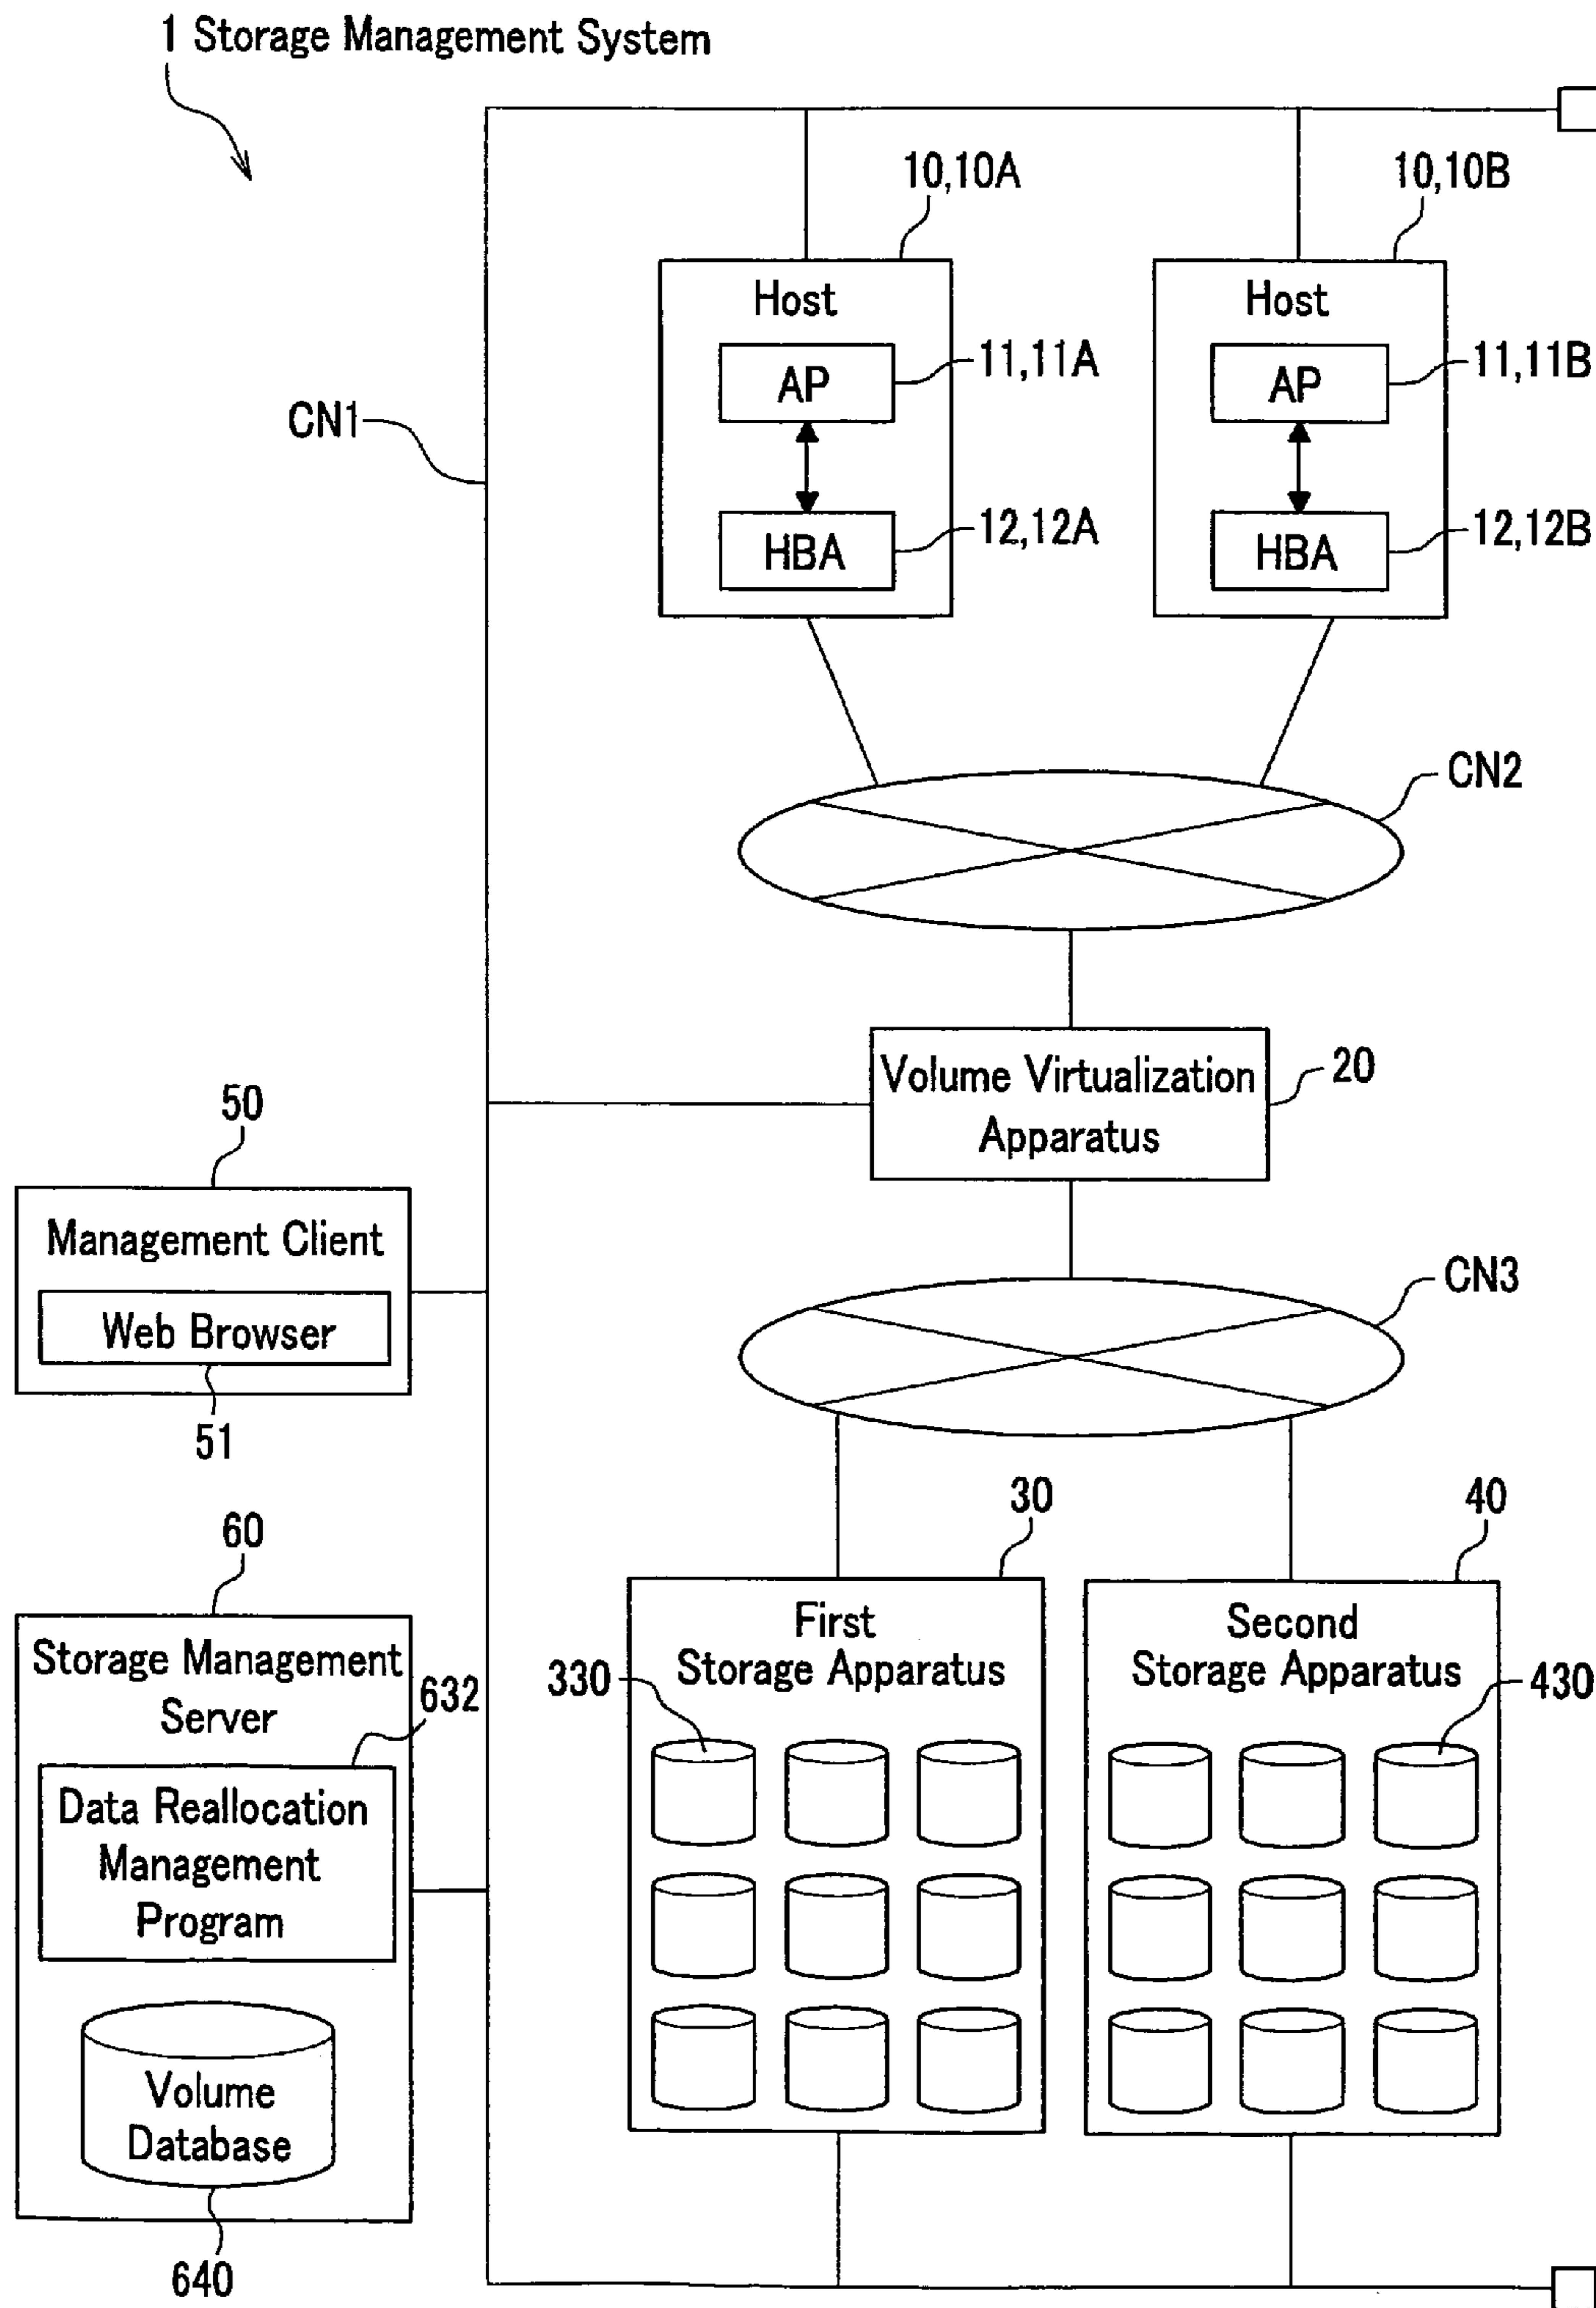 1 Storage Management System
10,10A
10,10B
Host
Host
AP
11,11A
AP
11,11B
CN1
HBA
12,12A
HBA
12,12B
CN2
Volume Virtualization
Apparatus
20
50
Management Client
Web Browser
51
CN3
30
40
60
First
Storage Apparatus
Second
Storage Apparatus
330
430
Storage Management
Server
632
Data Reallocation
Management
Program
Volume
Database
640